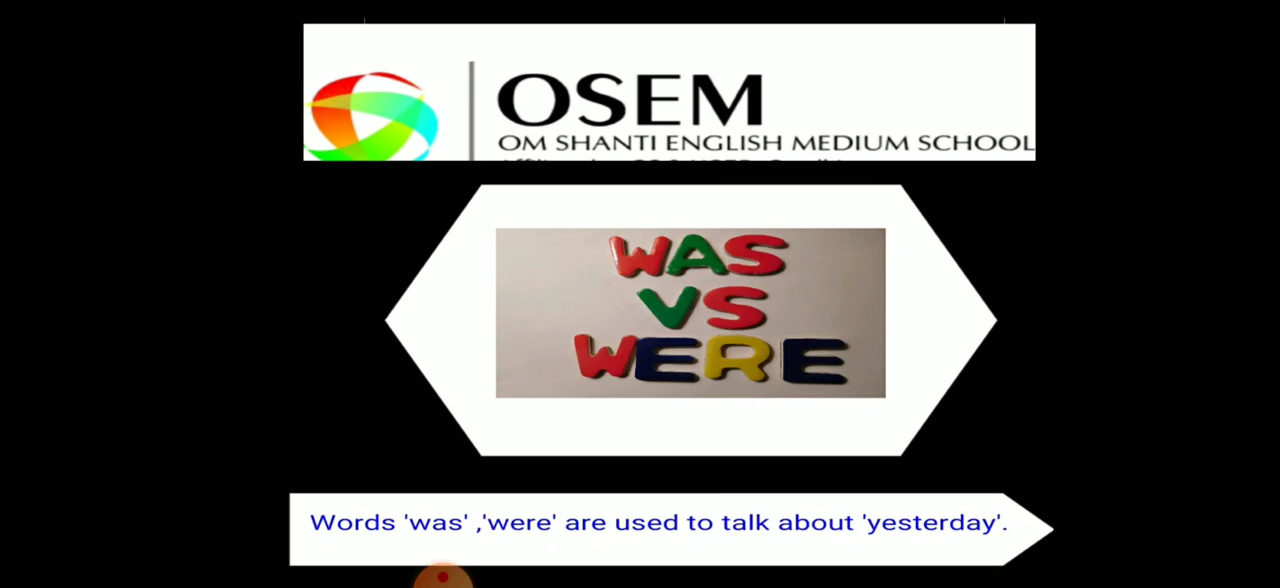 OSEM
OM SHANTI ENGLISH MEDIUM SCHOOL
WAS
VS
WERE
Words 'was' ,'were' are used to talk about 'yesterday'.